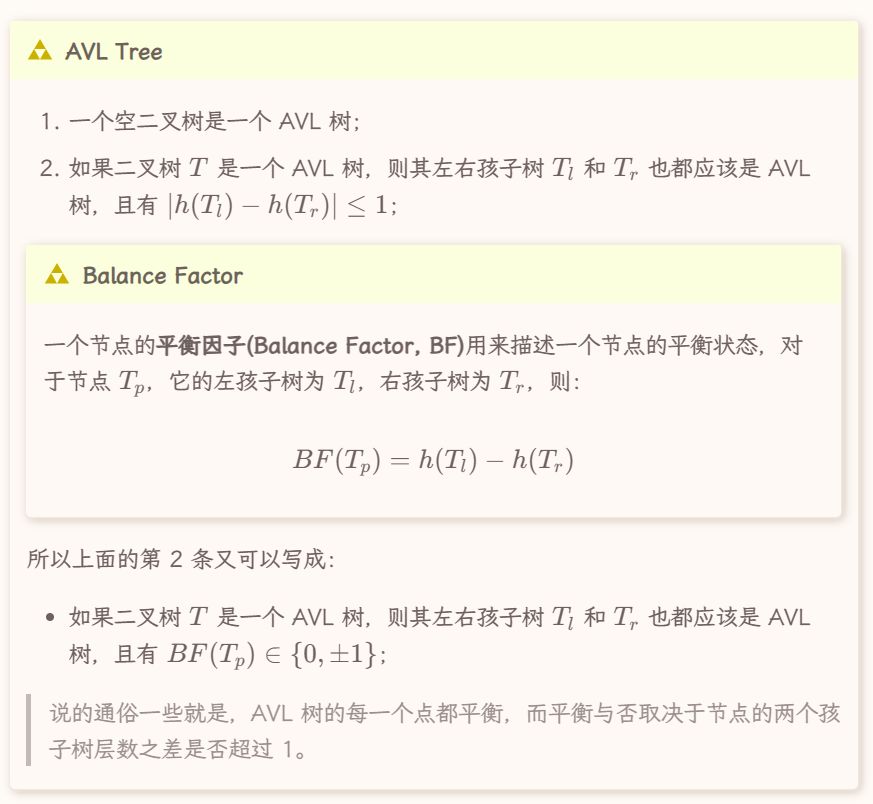 AVL Tree
1. 一个空二叉树是一个 AVL 树；
2. 如果二叉树 T 是一个 AVL 树，则其左右孩子树 T_l 和 T_r 也都应该是 AVL
树，且有 |h(T_l) − h(T_r)| ≤ 1；
Balance Factor
一个节点的平衡因子(Balance Factor, BF)用来描述一个节点的平衡状态，对
于节点 T_p，它的左孩子树为 T_l，右孩子树为 T_r，则：
BF(T_p) = h(T_l) − h(T_r)
所以上面的第 2 条又可以写成：
• 如果二叉树 T 是一个 AVL 树，则其左右孩子树 T_l 和 T_r 也都应该是 AVL
树，且有 BF(T_p) ∈ {0, ±1}；
说的通俗一些就是，AVL 树的每一个点都平衡，而平衡与否取决于节点的两个孩
子树层数之差是否超过 1。